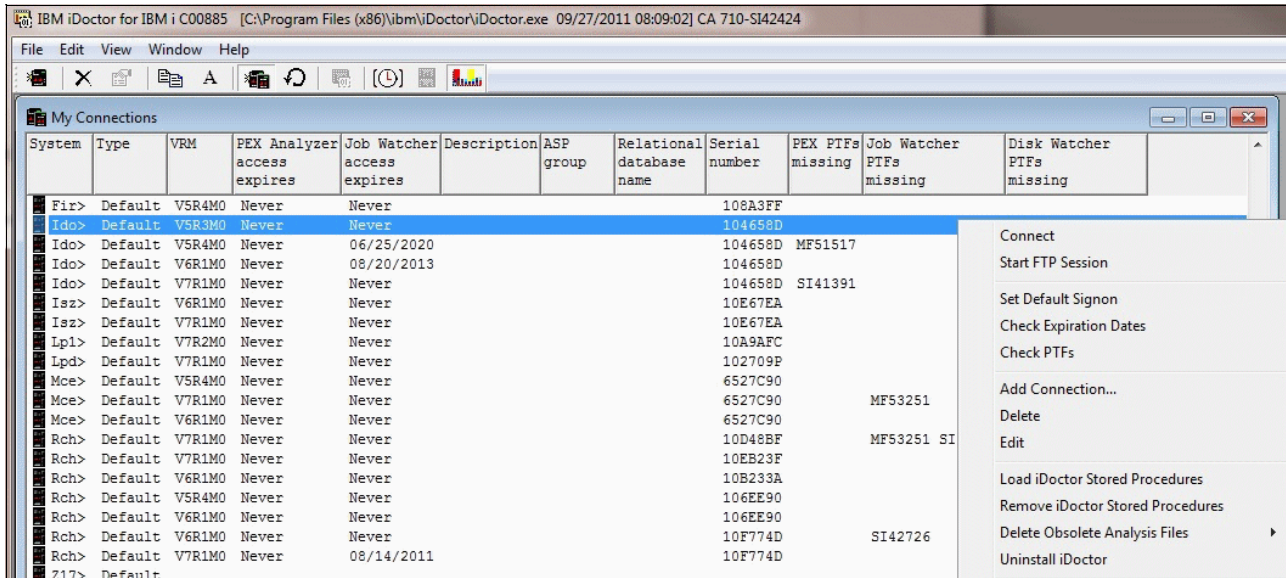 IBM iDoctor for IBM i C00885 [C:\Program Files (x86)\ibm\iDoctor\iDoctor.exe 09/27/2011 08:09:02] CA 710-SI42424
File Edit View Window Help
My Connections
System Type VRM PEX Analyzer access expires Job Watcher access expires Description ASP group Relational database name Serial number PEX PTFs missing Job Watcher PTFs missing Disk Watcher PTFs missing
Fir> Default V5R4M0 Never Never 108A3FF
Ido> Default V5R3M0 Never Never 104658D
Ido> Default V5R4M0 Never 06/25/2020 104658D MF51517
Ido> Default V6R1M0 Never 08/20/2013 104658D
Ido> Default V7R1M0 Never Never 104658D SI41391
Isz> Default V6R1M0 Never Never 10E67EA
Isz> Default V7R1M0 Never Never 10E67EA
Lp1> Default V7R2M0 Never Never 10A9AFC
Lpd> Default V7R1M0 Never Never 102709P
Mce> Default V5R4M0 Never Never 6527C90
Mce> Default V7R1M0 Never Never 6527C90 MF53251
Mce> Default V6R1M0 Never Never 6527C90
Rch> Default V7R1M0 Never Never 10D48BF MF53251 SI
Rch> Default V7R1M0 Never Never 10EB23F
Rch> Default V6R1M0 Never Never 10B233A
Rch> Default V5R4M0 Never Never 106EE90
Rch> Default V6R1M0 Never Never 106EE90
Rch> Default V6R1M0 Never Never 10F774D SI42726
Rch> Default V7R1M0 Never 08/14/2011 10F774D
Z17> Default
Connect
Start FTP Session
Set Default Signon
Check Expiration Dates
Check PTFs
Add Connection...
Delete
Edit
Load iDoctor Stored Procedures
Remove iDoctor Stored Procedures
Delete Obsolete Analysis Files
Uninstall iDoctor